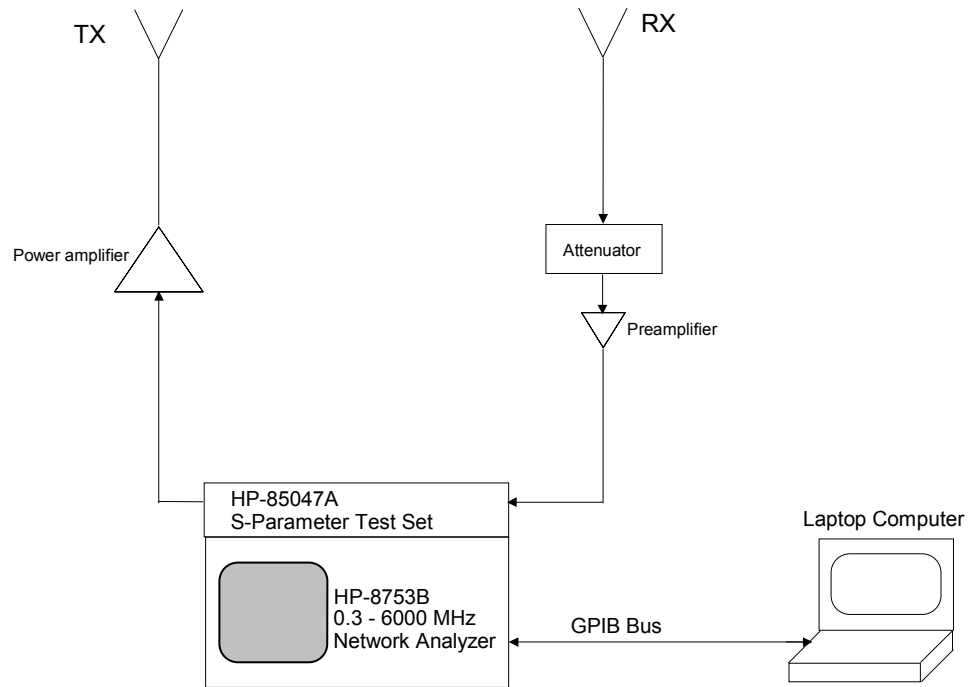 TX
RX
Power amplifier
Attenuator
Preamplifier
HP-85047A
S-Parameter Test Set
Laptop Computer
HP-8753B
0.3 - 6000 MHz
Network Analyzer
GPIB Bus